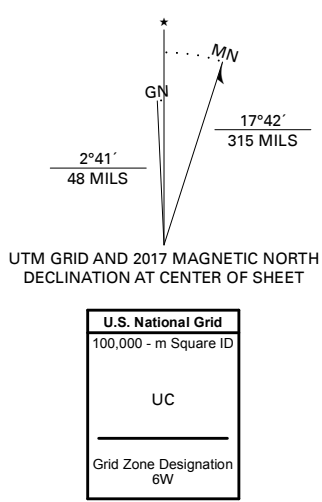 ★
MN
GN
17°42´
315 MILS
2°41´
48 MILS
UTM GRID AND 2017 MAGNETIC NORTH
DECLINATION AT CENTER OF SHEET
U.S. National Grid
100,000 - m Square ID
UC
Grid Zone Designation
6W